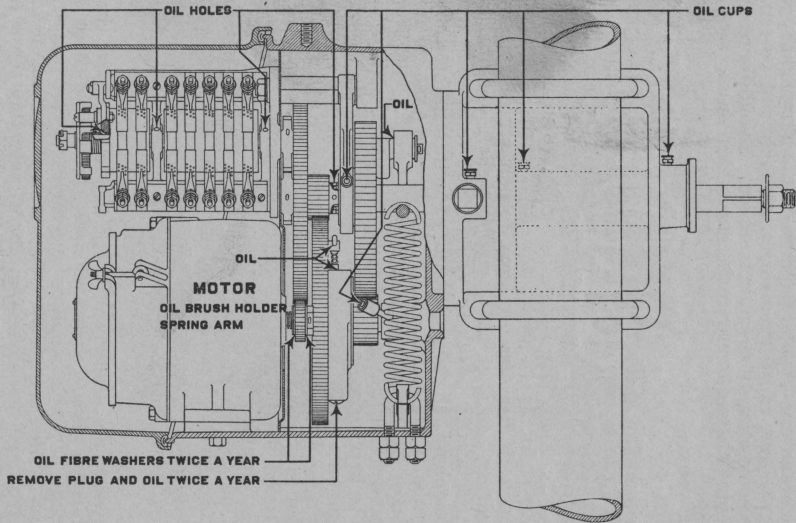 OIL HOLES
OIL CUPS
OIL
OIL
MOTOR
OIL BRUSH HOLDER
SPRING ARM
OIL FIBRE WASHERS TWICE A YEAR
REMOVE PLUG AND OIL TWICE A YEAR